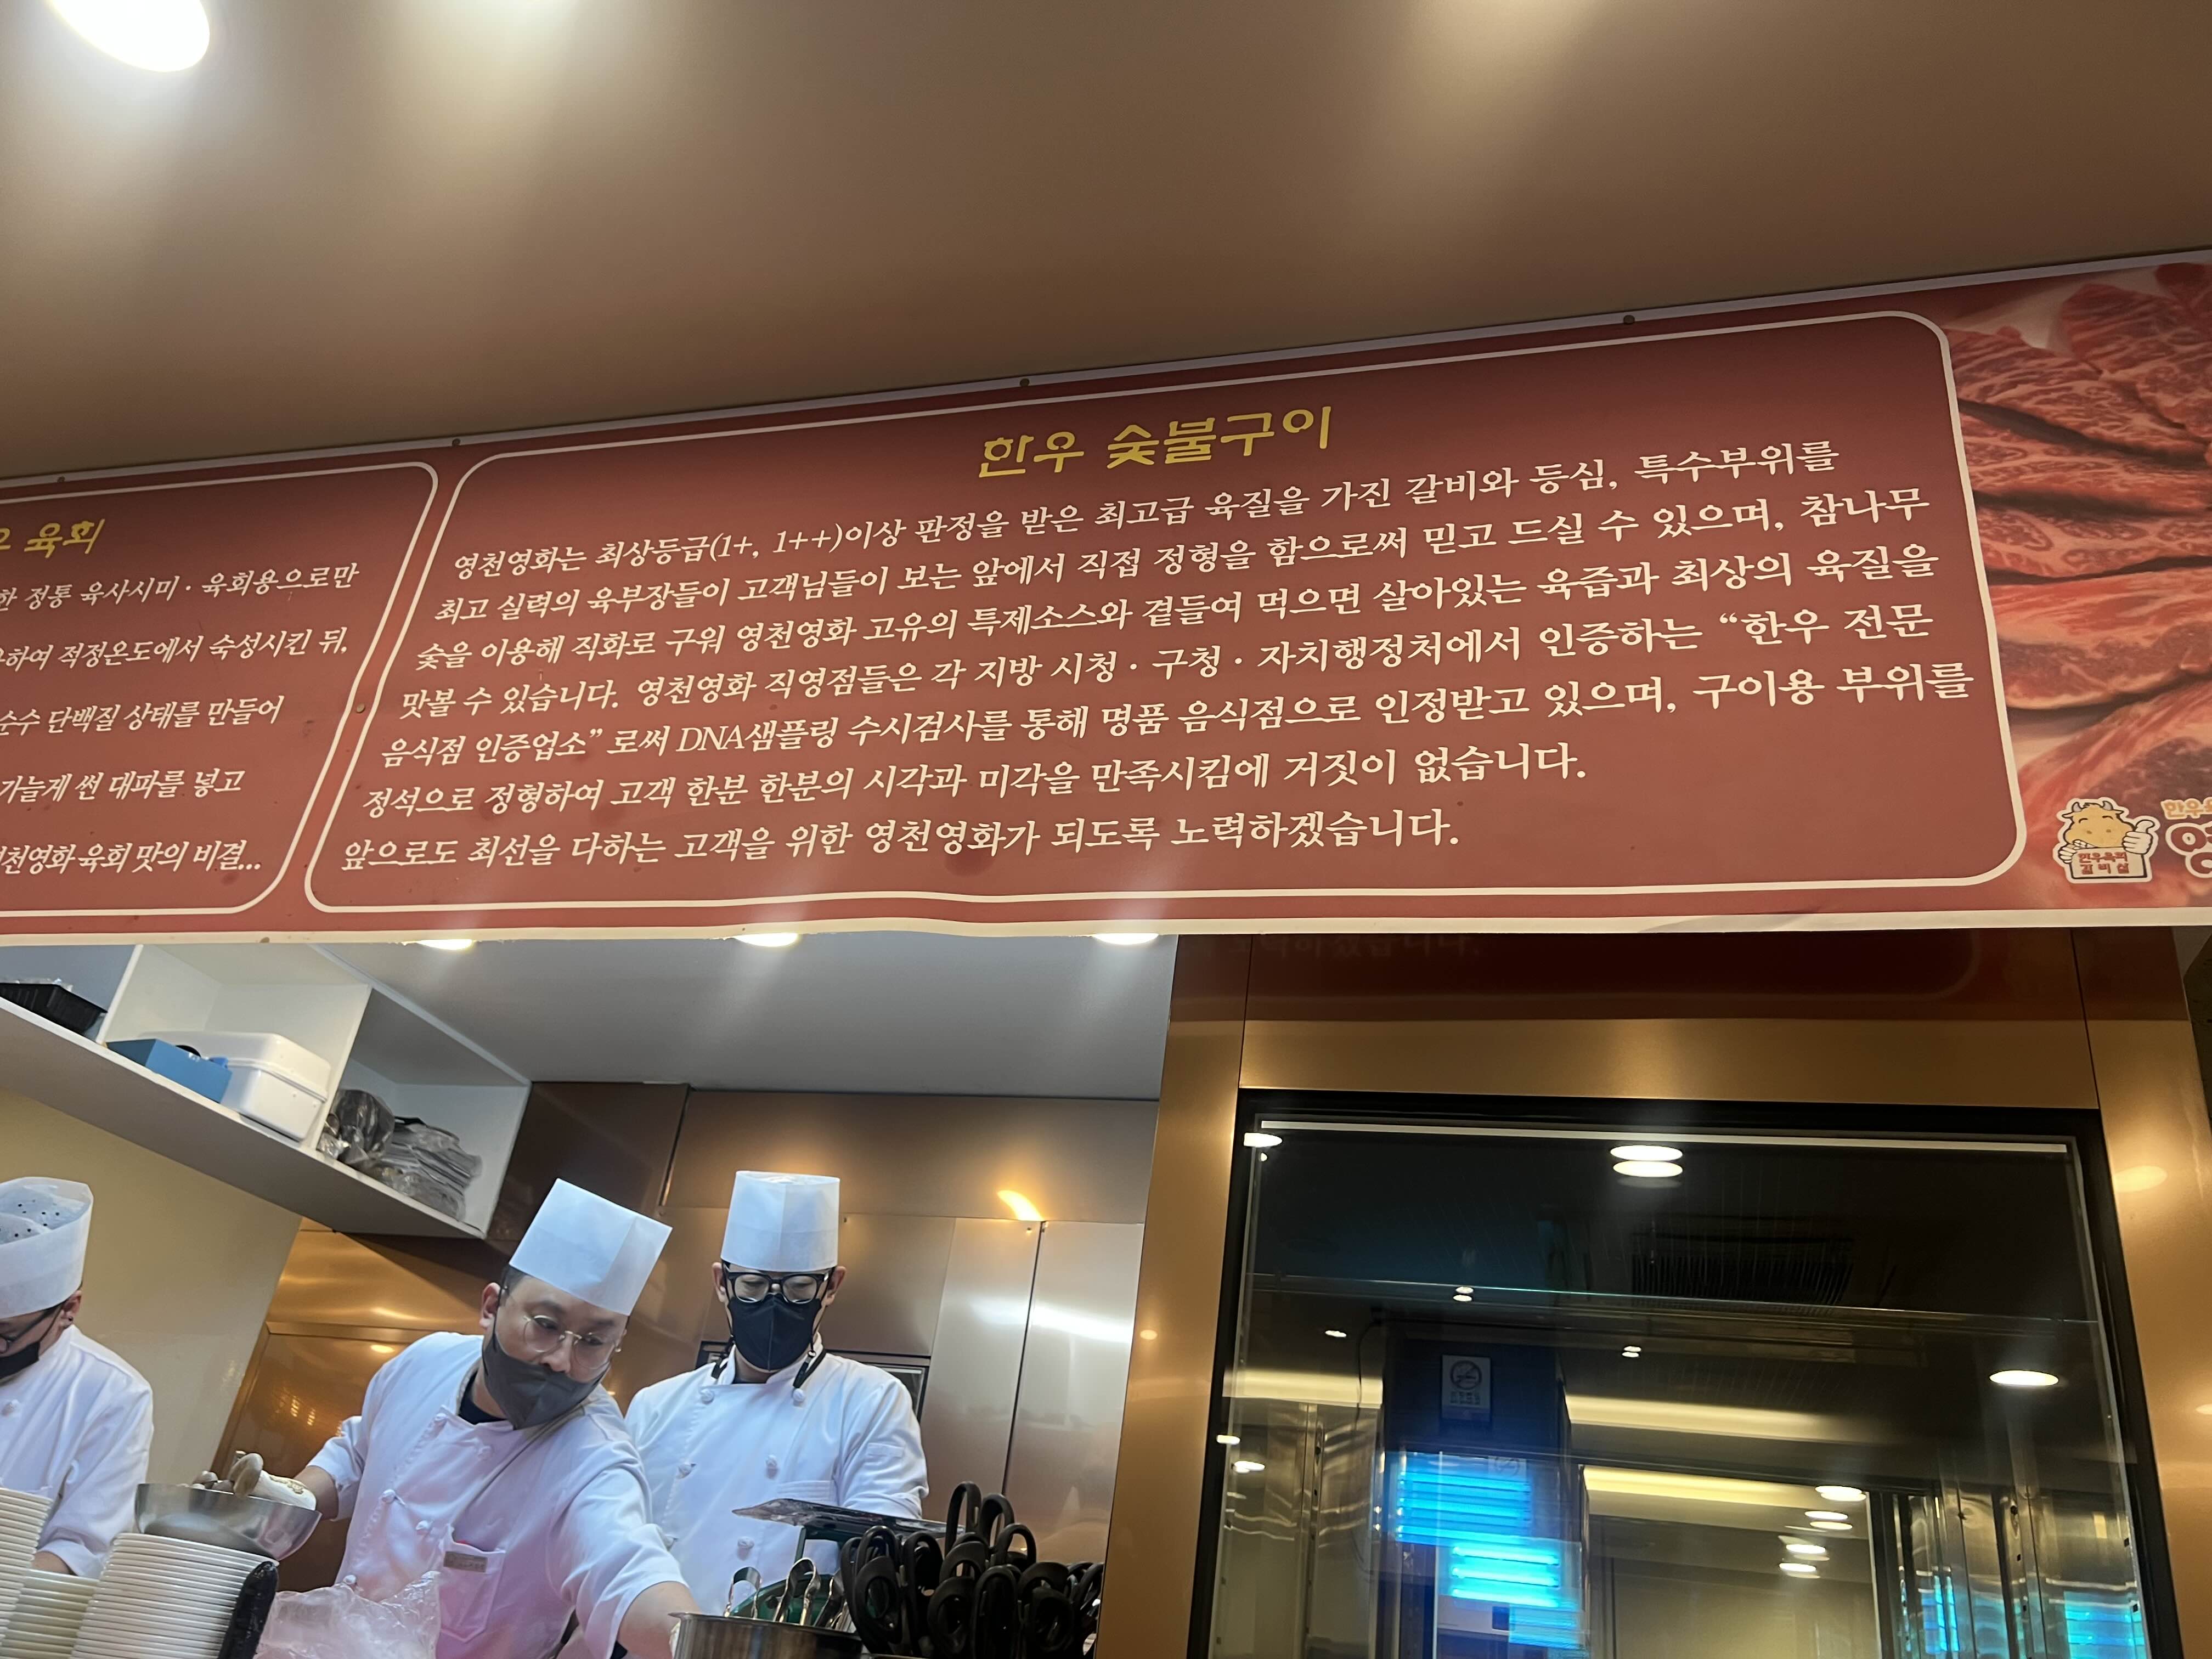 육회
한 정통 육사시미 · 육회용으로만
하여 적정온도에서 숙성시킨 뒤,
순수 단백질 상태를 만들어
가늘게 썬 대파를 넣고
천영화 육회 맛의 비결...
한우 숯불구이
영천영화는 최상등급(1+, 1++)이상 판정을 받은 최고급 육질을 가진 갈비와 등심, 특수부위를
최고 실력의 육부장들이 고객님들이 보는 앞에서 직접 정형을 함으로써 믿고 드실 수 있으며, 참나무
숯을 이용해 직화로 구워 영천영화 고유의 특제소스와 곁들여 먹으면 살아있는 육즙과 최상의 육질을
맛볼 수 있습니다. 영천영화 직영점들은 각 지방 시청 · 구청 · 자치행정처에서 인증하는 “한우 전문
음식점 인증업소” 로써 DNA샘플링 수시검사를 통해 명품 음식점으로 인정받고 있으며, 구이용 부위를
정석으로 정형하여 고객 한분 한분의 시각과 미각을 만족시킴에 거짓이 없습니다.
앞으로도 최선을 다하는 고객을 위한 영천영화가 되도록 노력하겠습니다.
한우